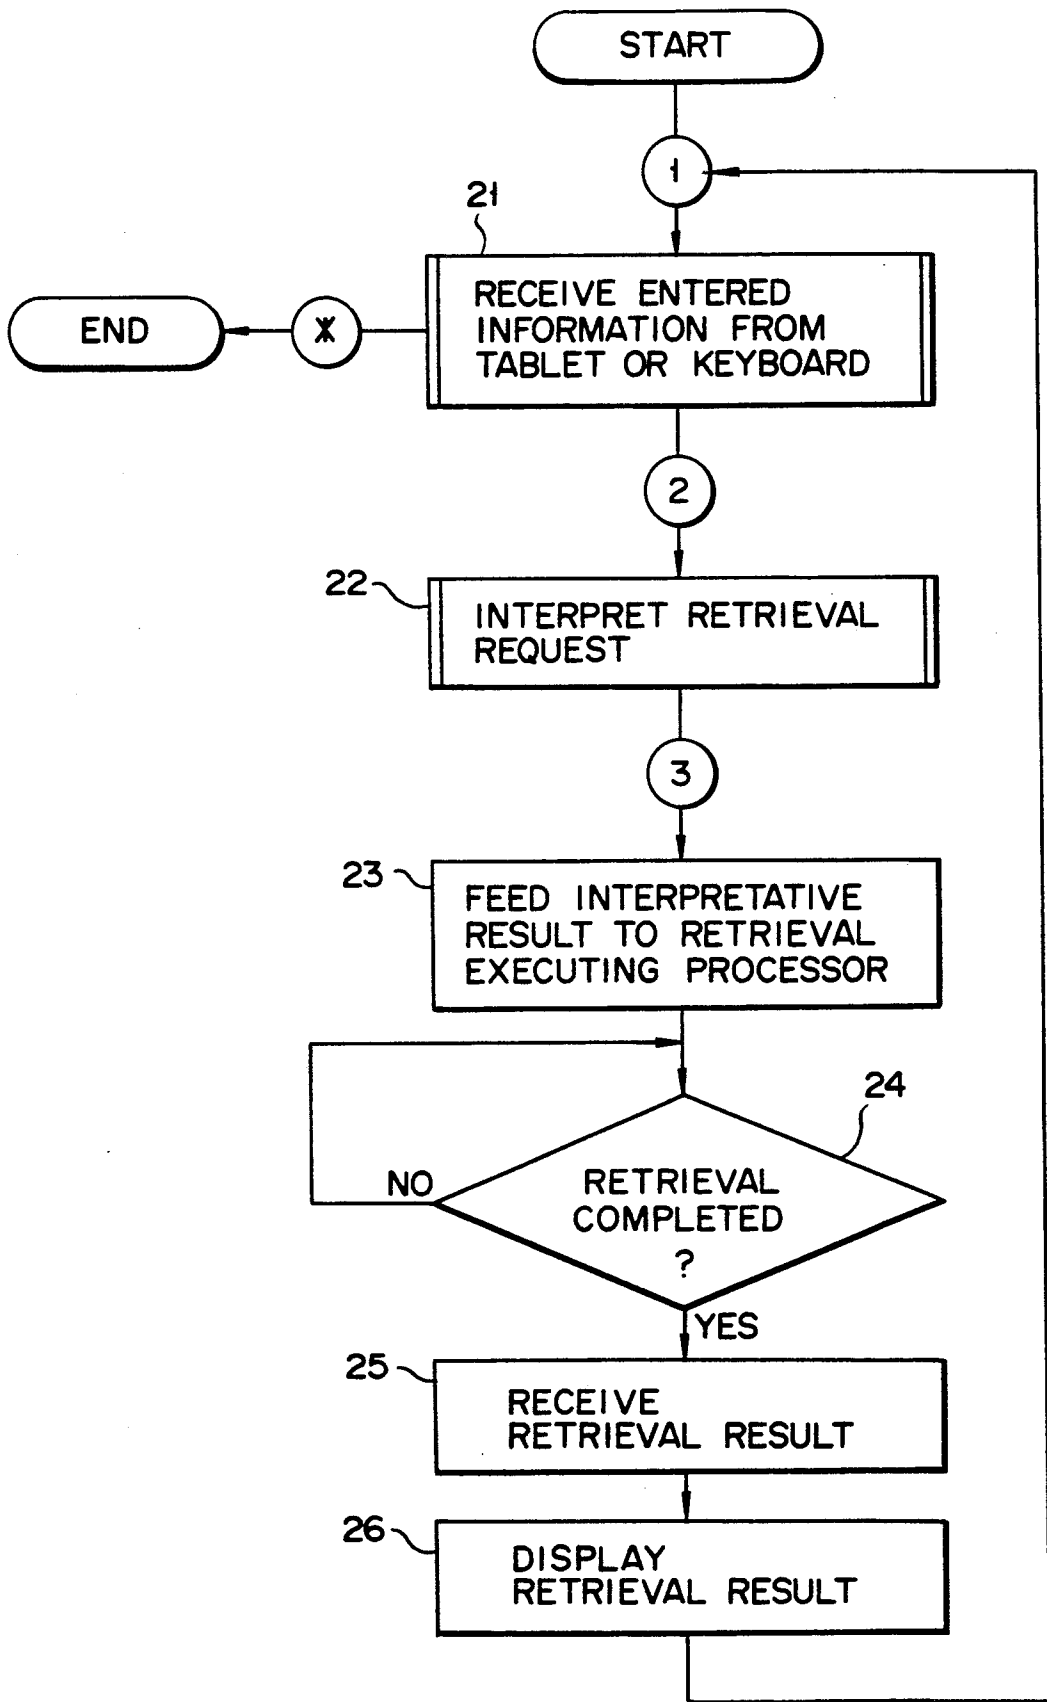 START
1
21
RECEIVE ENTERED
INFORMATION FROM
TABLET OR KEYBOARD
END
2
22
INTERPRET RETRIEVAL
REQUEST
3
23
FEED INTERPRETATIVE
RESULT TO RETRIEVAL
EXECUTING PROCESSOR
24
NO
RETRIEVAL
COMPLETED
?
YES
25
RECEIVE
RETRIEVAL RESULT
26
DISPLAY
RETRIEVAL RESULT